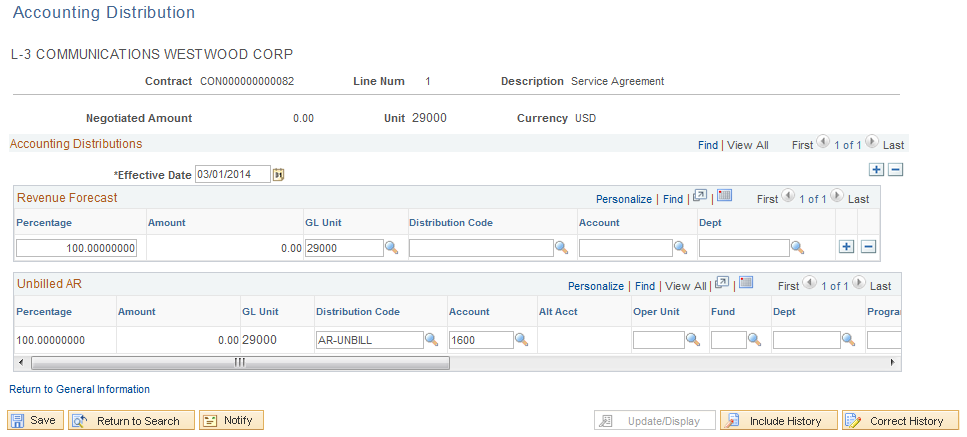 Accounting Distribution
L-3 COMMUNICATIONS WESTWOOD CORP
Contract CON000000000082 Line Num 1 Description Service Agreement
Negotiated Amount 0.00 Unit 29000 Currency USD
Accounting Distributions Find | View All First 1 of 1 Last
*Effective Date 03/01/2014
Revenue Forecast Personalize | Find | | First 1 of 1 Last
Percentage Amount GL Unit Distribution Code Account Dept
100.00000000 0.00 29000
Unbilled AR Personalize | Find | View All | | First 1 of 1 Last
Percentage Amount GL Unit Distribution Code Account Alt Acct Oper Unit Fund Dept Progra
100.00000000 0.00 29000 AR-UNBILL 1600
Return to General Information
Save Return to Search Notify Update/Display Include History Correct History